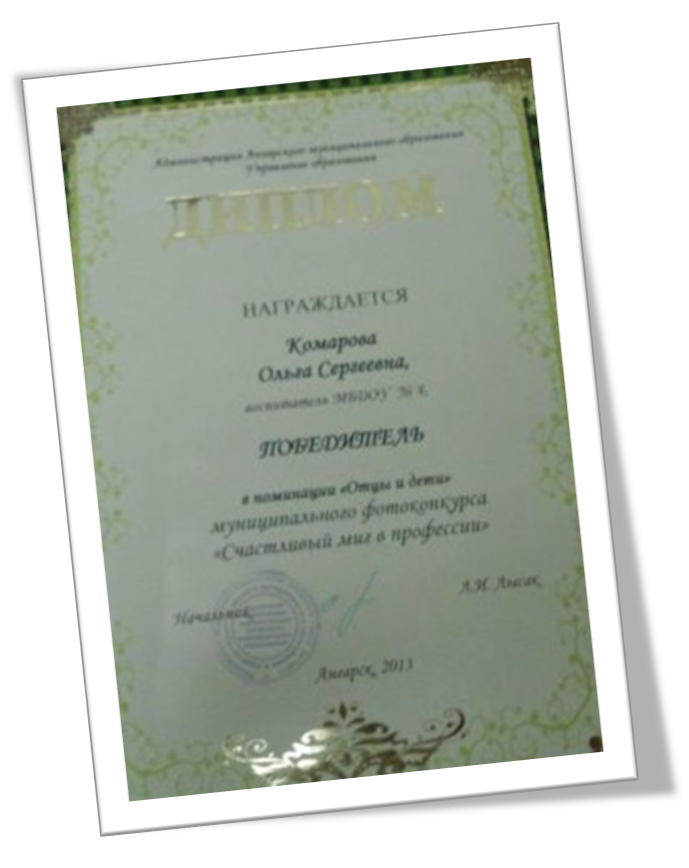 Администрация Ангарского муниципального образования
Управление образования
ДИПЛОМ
НАГРАЖДАЕТСЯ
Комарова
Ольга Сергеевна,
воспитатель МБДОУ № 8,
ПОБЕДИТЕЛЬ
в номинации «Отцы и дети»
муниципального фотоконкурса
«Счастливый миг в профессии»
Начальник
А.И. Лысак
Ангарск, 2013